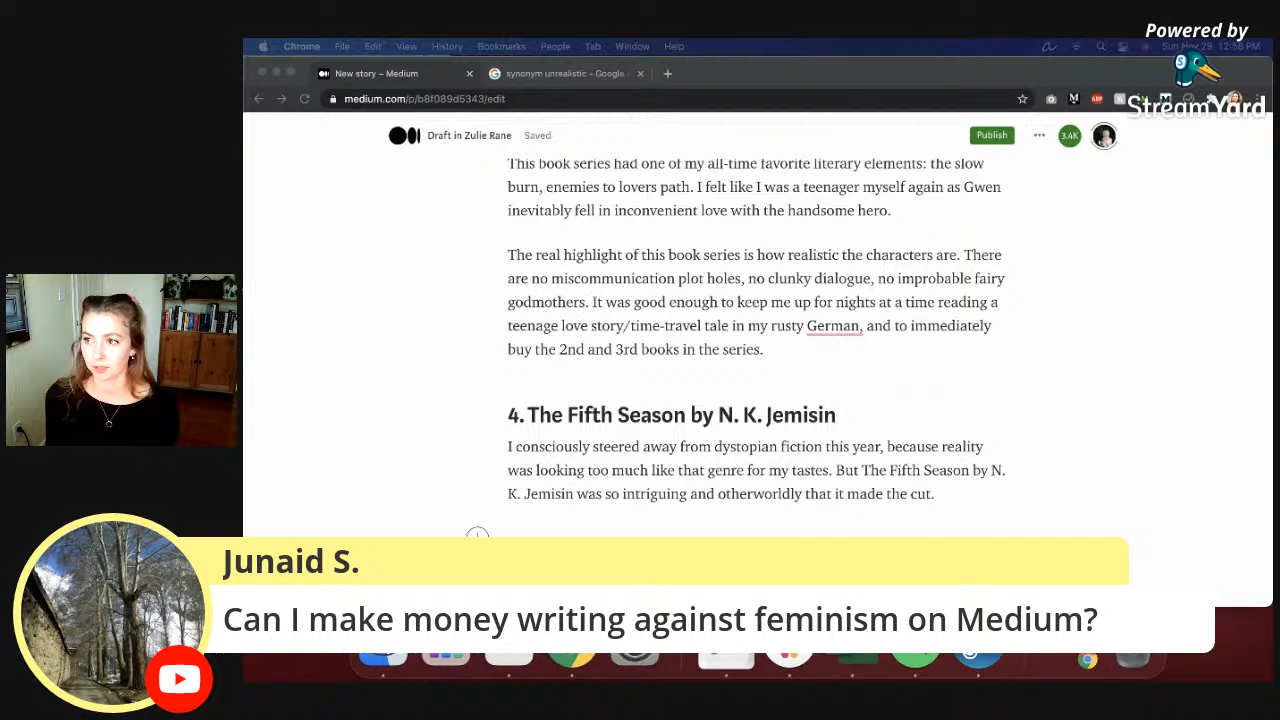 Powered by
StreamYard
Chrome File Edit View History Bookmarks People Tab Window Help
Sun Nov 29 12:58 PM
New story – Medium
synonym unrealistic - Google
medium.com/p/b8f089d5343/edit
Draft in Zulie Rane Saved
Publish
3.4K
This book series had one of my all-time favorite literary elements: the slow
burn, enemies to lovers path. I felt like I was a teenager myself again as Gwen
inevitably fell in inconvenient love with the handsome hero.
The real highlight of this book series is how realistic the characters are. There
are no miscommunication plot holes, no clunky dialogue, no improbable fairy
godmothers. It was good enough to keep me up for nights at a time reading a
teenage love story/time-travel tale in my rusty German, and to immediately
buy the 2nd and 3rd books in the series.
4. The Fifth Season by N. K. Jemisin
I consciously steered away from dystopian fiction this year, because reality
was looking too much like that genre for my tastes. But The Fifth Season by N.
K. Jemisin was so intriguing and otherworldly that it made the cut.
Junaid S.
Can I make money writing against feminism on Medium?